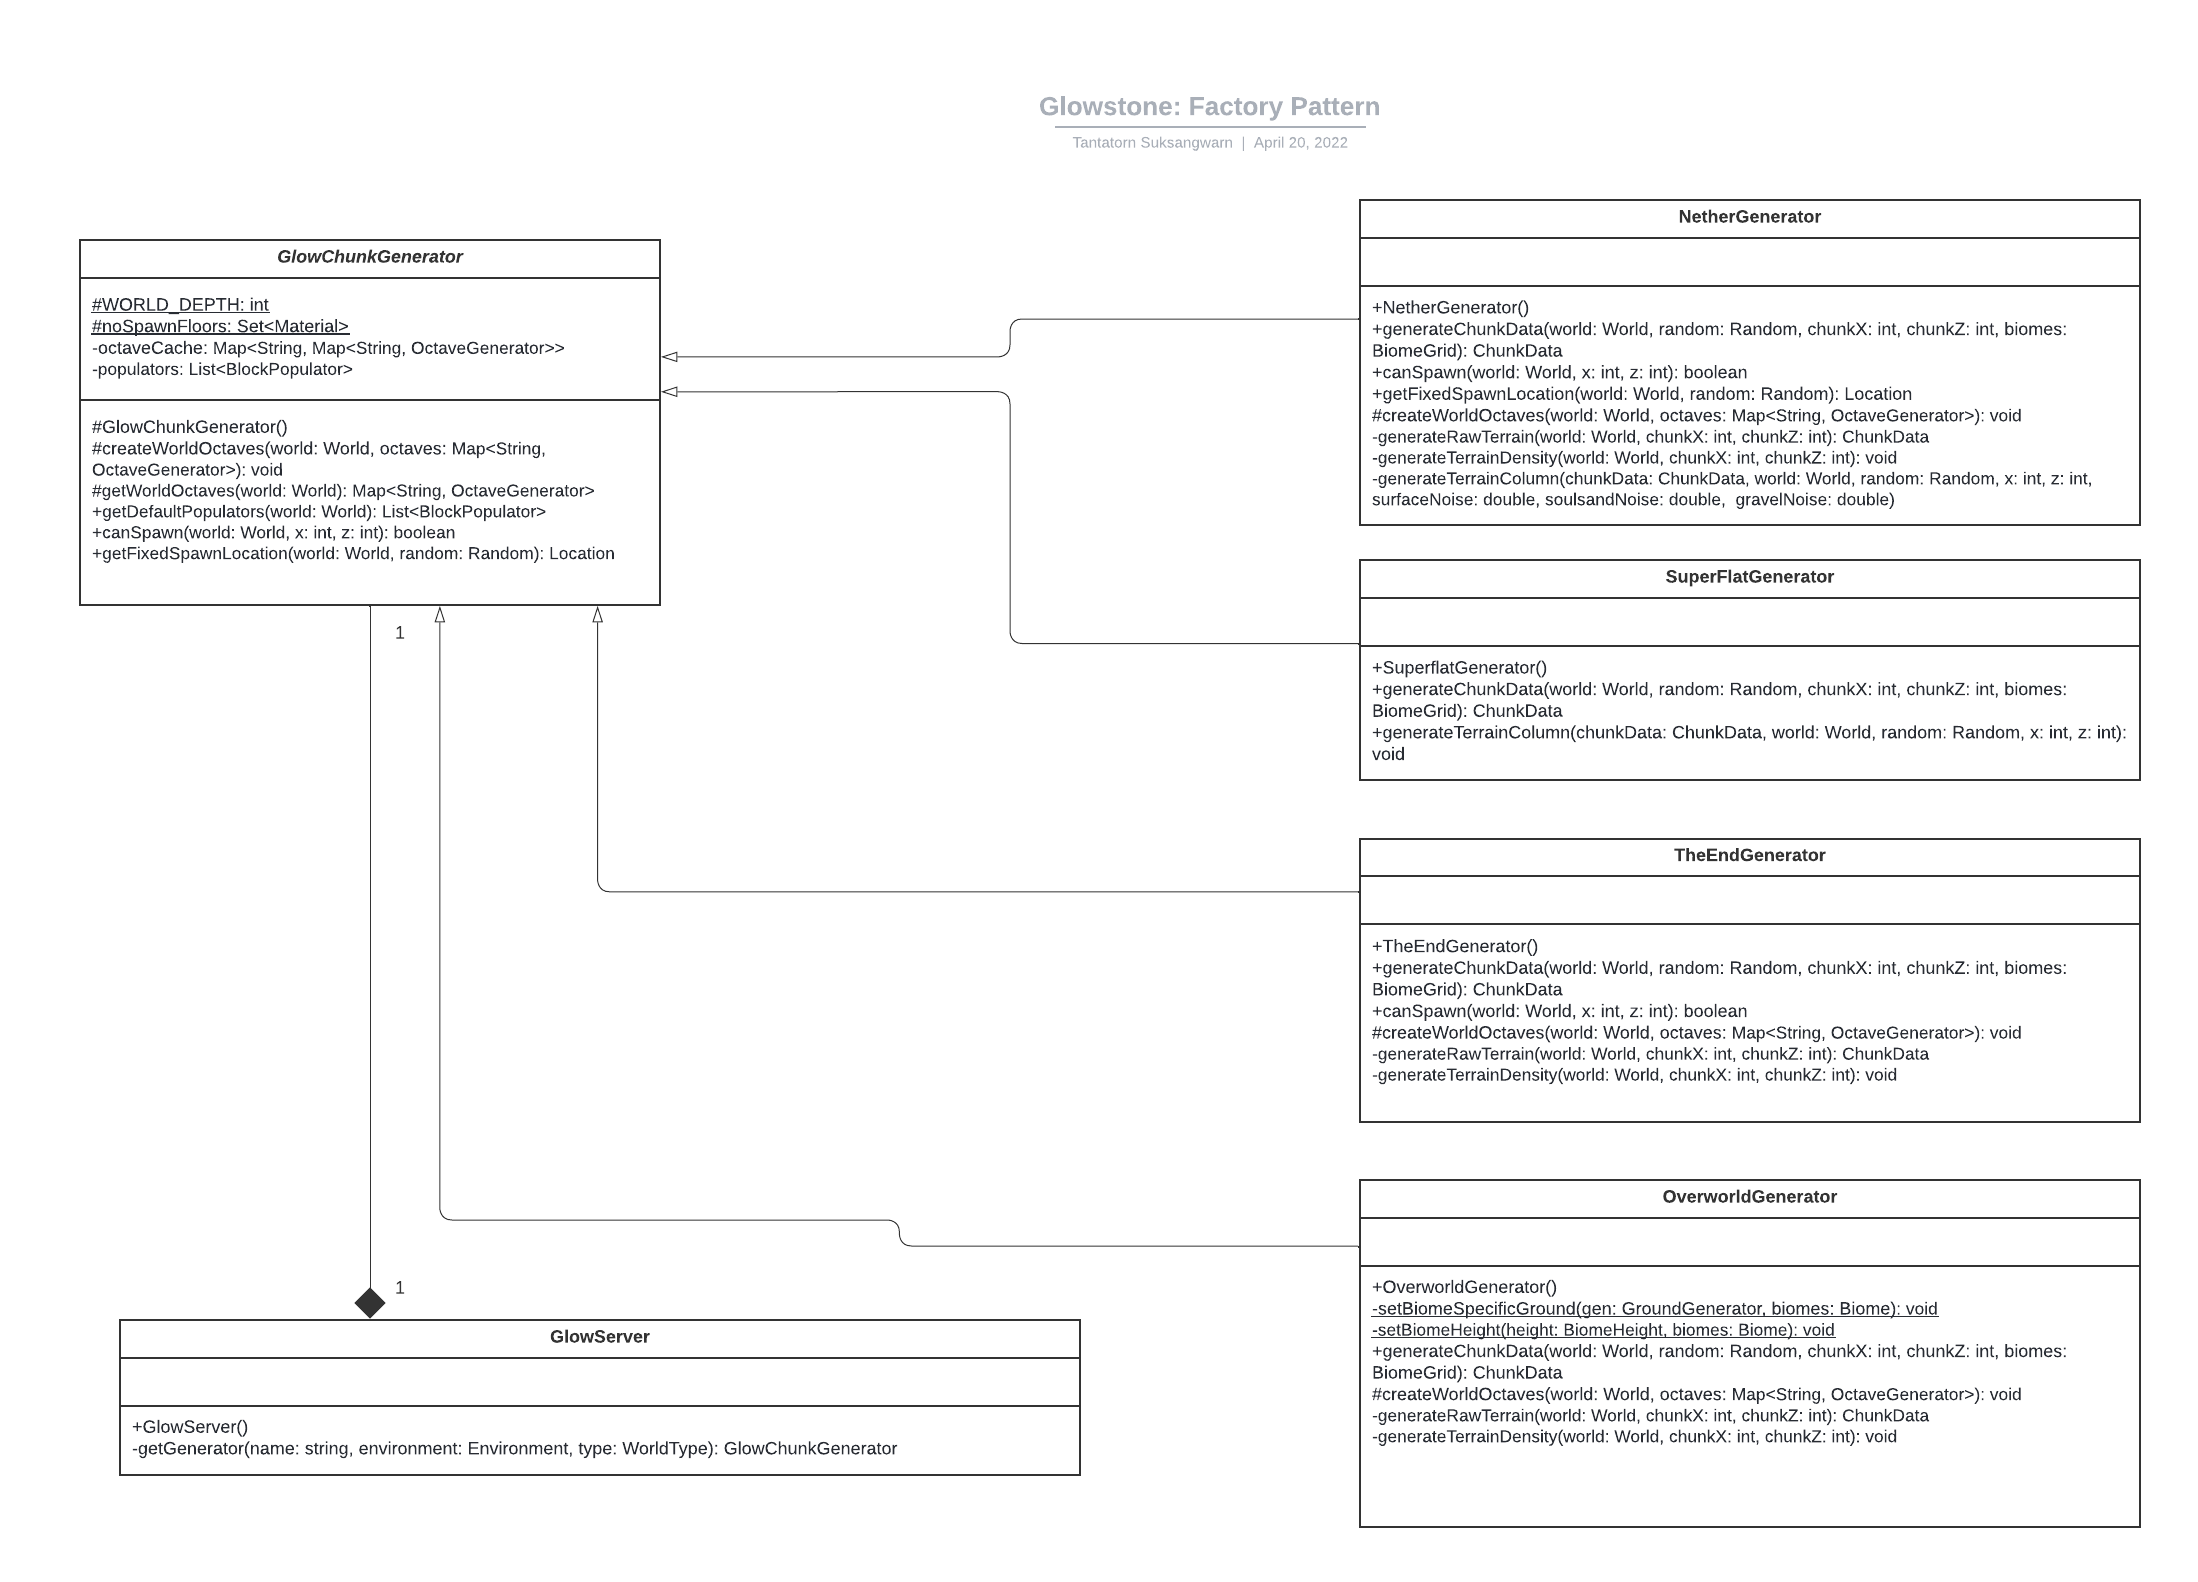 Glowstone: Factory Pattern
Tantatorn Suksangwarn | April 20, 2022
GlowChunkGenerator
#WORLD_DEPTH: int
#noSpawnFloors: Set<Material>
-octaveCache: Map<String, Map<String, OctaveGenerator>>
-populators: List<BlockPopulator>
#GlowChunkGenerator()
#createWorldOctaves(world: World, octaves: Map<String,
OctaveGenerator>): void
#getWorldOctaves(world: World): Map<String, OctaveGenerator>
+getDefaultPopulators(world: World): List<BlockPopulator>
+canSpawn(world: World, x: int, z: int): boolean
+getFixedSpawnLocation(world: World, random: Random): Location
1
1
GlowServer
+GlowServer()
-getGenerator(name: string, environment: Environment, type: WorldType): GlowChunkGenerator
NetherGenerator
+NetherGenerator()
+generateChunkData(world: World, random: Random, chunkX: int, chunkZ: int, biomes:
BiomeGrid): ChunkData
+canSpawn(world: World, x: int, z: int): boolean
+getFixedSpawnLocation(world: World, random: Random): Location
#createWorldOctaves(world: World, octaves: Map<String, OctaveGenerator>): void
-generateRawTerrain(world: World, chunkX: int, chunkZ: int): ChunkData
-generateTerrainDensity(world: World, chunkX: int, chunkZ: int): void
-generateTerrainColumn(chunkData: ChunkData, world: World, random: Random, x: int, z: int,
surfaceNoise: double, soulsandNoise: double,  gravelNoise: double)
SuperFlatGenerator
+SuperflatGenerator()
+generateChunkData(world: World, random: Random, chunkX: int, chunkZ: int, biomes:
BiomeGrid): ChunkData
+generateTerrainColumn(chunkData: ChunkData, world: World, random: Random, x: int, z: int):
void
TheEndGenerator
+TheEndGenerator()
+generateChunkData(world: World, random: Random, chunkX: int, chunkZ: int, biomes:
BiomeGrid): ChunkData
+canSpawn(world: World, x: int, z: int): boolean
#createWorldOctaves(world: World, octaves: Map<String, OctaveGenerator>): void
-generateRawTerrain(world: World, chunkX: int, chunkZ: int): ChunkData
-generateTerrainDensity(world: World, chunkX: int, chunkZ: int): void
OverworldGenerator
+OverworldGenerator()
-setBiomeSpecificGround(gen: GroundGenerator, biomes: Biome): void
-setBiomeHeight(height: BiomeHeight, biomes: Biome): void
+generateChunkData(world: World, random: Random, chunkX: int, chunkZ: int, biomes:
BiomeGrid): ChunkData
#createWorldOctaves(world: World, octaves: Map<String, OctaveGenerator>): void
-generateRawTerrain(world: World, chunkX: int, chunkZ: int): ChunkData
-generateTerrainDensity(world: World, chunkX: int, chunkZ: int): void